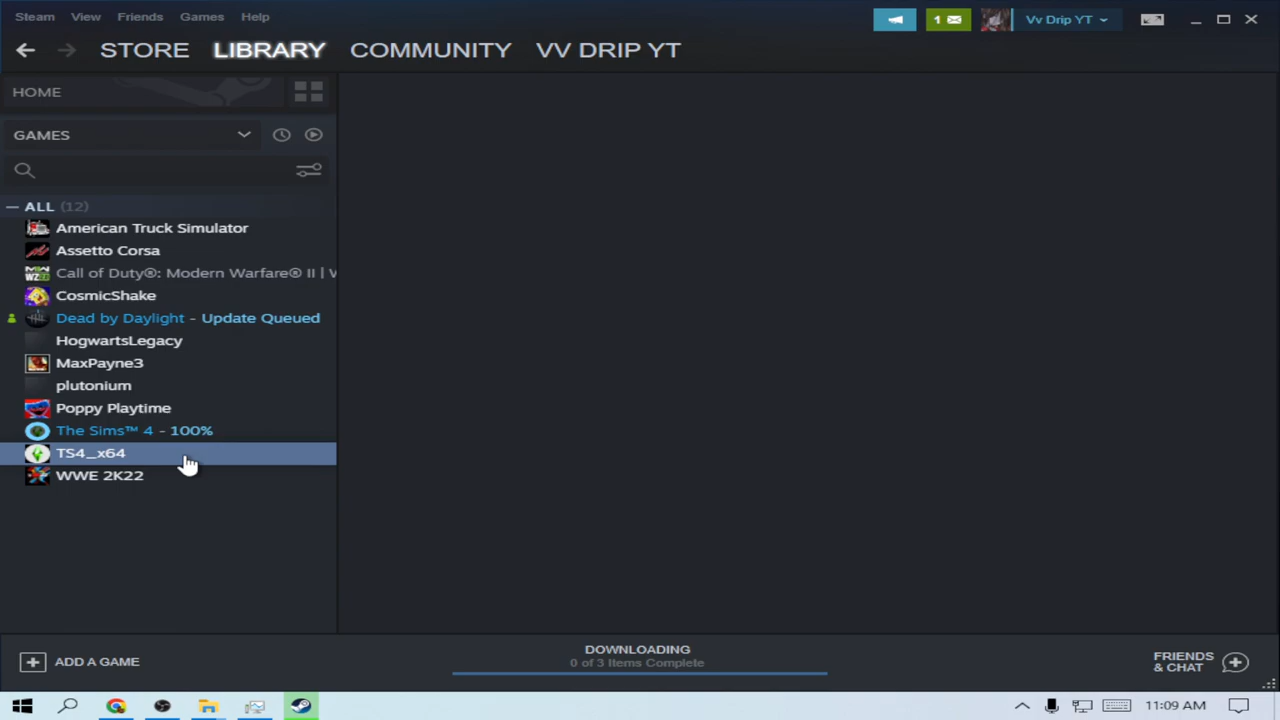 Steam View Friends Games Help
1
Vv Drip YT
STORE LIBRARY COMMUNITY VV DRIP YT
HOME
GAMES
ALL (12)
American Truck Simulator
Assetto Corsa
Call of Duty®: Modern Warfare® II | W
CosmicShake
Dead by Daylight - Update Queued
HogwartsLegacy
MaxPayne3
plutonium
Poppy Playtime
The Sims™ 4 - 100%
TS4_x64
WWE 2K22
ADD A GAME
DOWNLOADING
0 of 3 Items Complete
FRIENDS
& CHAT
11:09 AM